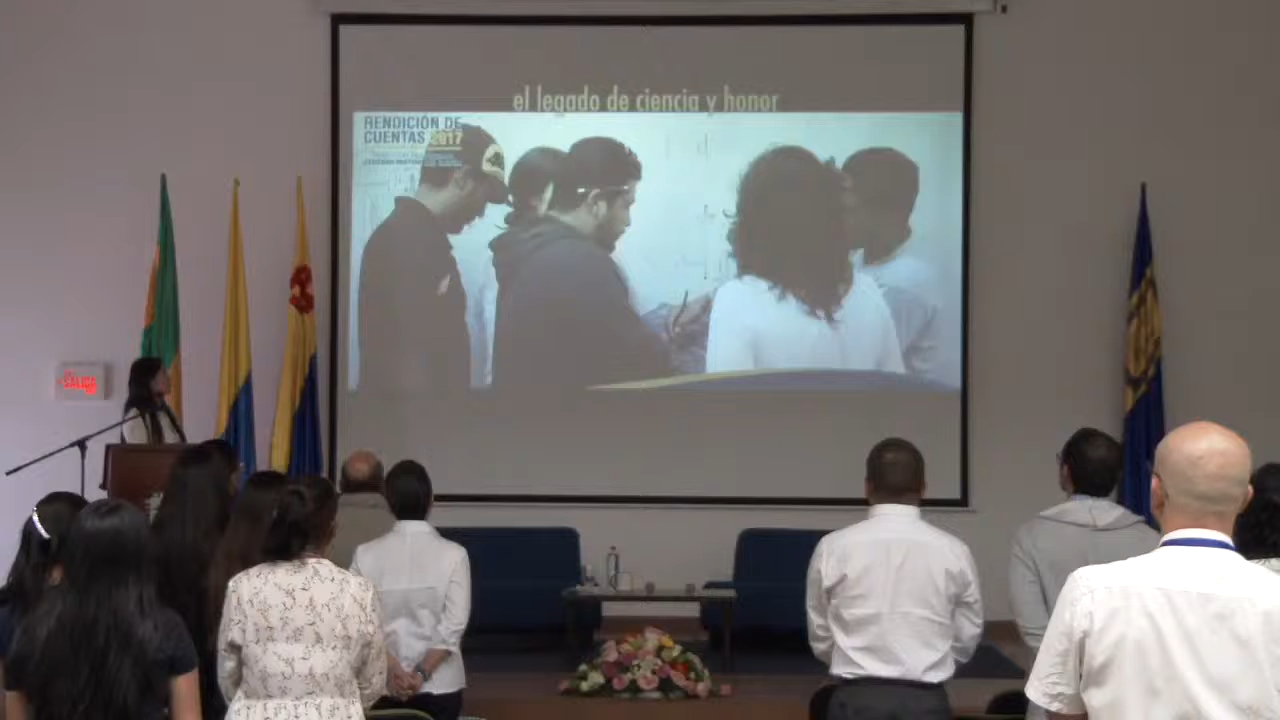 el legado de ciencia y honor
RENDICIÓN DE
CUENTAS 2017
SALIDA